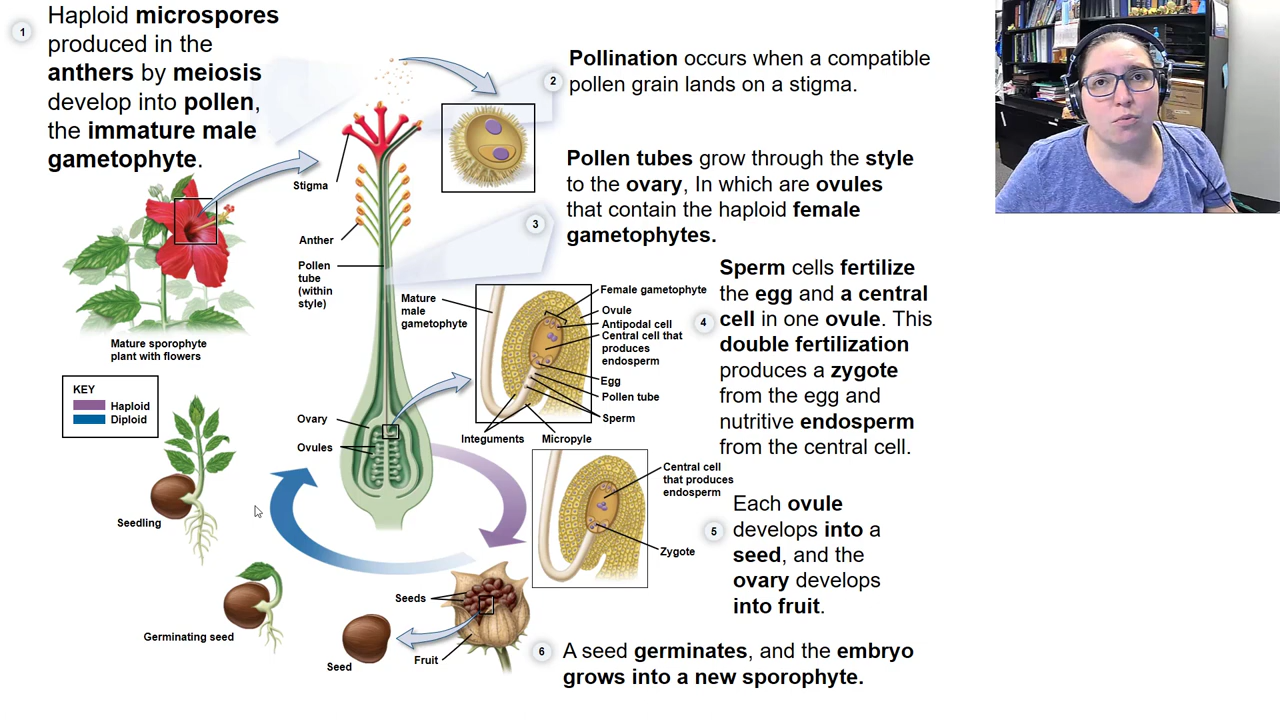 1
Haploid microspores
produced in the
anthers by meiosis
develop into pollen,
the immature male
gametophyte.
2
Pollination occurs when a compatible
pollen grain lands on a stigma.
3
Pollen tubes grow through the style
to the ovary, In which are ovules
that contain the haploid female
gametophytes.
Stigma
Anther
Pollen
tube
(within
style)
Mature sporophyte
plant with flowers
Mature
male
gametophyte
Female gametophyte
Ovule
Antipodal cell
Central cell that
produces
endosperm
Egg
Pollen tube
Sperm
Integuments
Micropyle
4
Sperm cells fertilize
the egg and a central
cell in one ovule. This
double fertilization
produces a zygote
from the egg and
nutritive endosperm
from the central cell.
KEY
Haploid
Diploid
Ovary
Ovules
Central cell
that produces
endosperm
Zygote
5
Each ovule
develops into a
seed, and the
ovary develops
into fruit.
Seedling
Germinating seed
Seeds
Seed
Fruit
6
A seed germinates, and the embryo
grows into a new sporophyte.